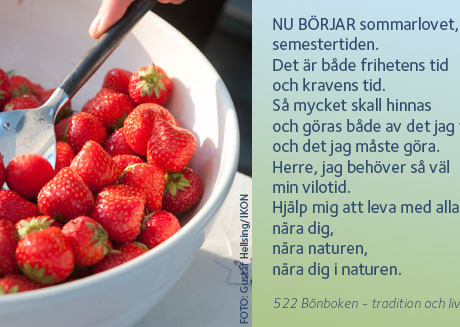 NU BÖRJAR sommarlovet,
semestertiden.
Det är både frihetens tid
och kravens tid.
Så mycket skall hinnas
och göras både av det jag
och det jag måste göra.
Herre, jag behöver så väl
min vilotid.
Hjälp mig att leva med alla
nära dig,
nära naturen,
nära dig i naturen.
522 Bönboken – tradition och liv
FOTO: Gustaf Hellsing/IKON